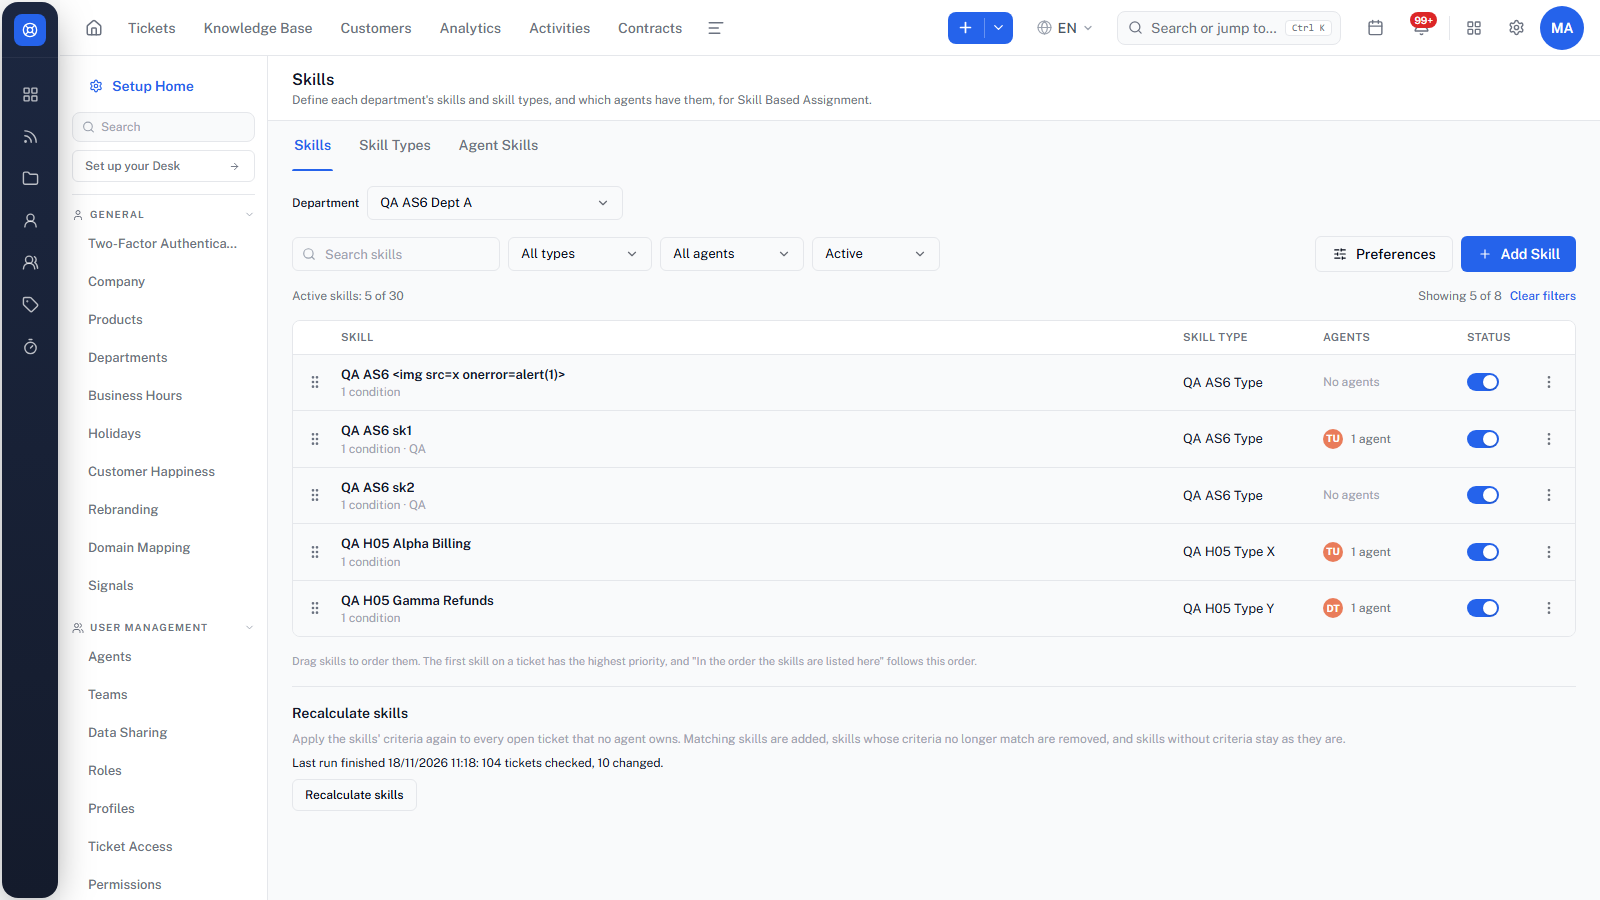 Tickets
Knowledge Base
Customers
Analytics
Activities
Contracts
EN
Search or jump to...
Ctrl K
99+
MA
Setup Home
Search
Set up your Desk
GENERAL
Two-Factor Authentica...
Company
Products
Departments
Business Hours
Holidays
Customer Happiness
Rebranding
Domain Mapping
Signals
USER MANAGEMENT
Agents
Teams
Data Sharing
Roles
Profiles
Ticket Access
Permissions
Skills
Define each department's skills and skill types, and which agents have them, for Skill Based Assignment.
Skills
Skill Types
Agent Skills
Department
QA AS6 Dept A
Search skills
All types
All agents
Active
Preferences
Add Skill
Active skills: 5 of 30
Showing 5 of 8
Clear filters
SKILL
SKILL TYPE
AGENTS
STATUS
QA AS6 <img src=x onerror=alert(1)>
1 condition
QA AS6 Type
No agents
QA AS6 sk1
1 condition · QA
QA AS6 Type
TU
1 agent
QA AS6 sk2
1 condition · QA
QA AS6 Type
No agents
QA H05 Alpha Billing
1 condition
QA H05 Type X
TU
1 agent
QA H05 Gamma Refunds
1 condition
QA H05 Type Y
DT
1 agent
Drag skills to order them. The first skill on a ticket has the highest priority, and "In the order the skills are listed here" follows this order.
Recalculate skills
Apply the skills' criteria again to every open ticket that no agent owns. Matching skills are added, skills whose criteria no longer match are removed, and skills without criteria stay as they are.
Last run finished 18/11/2026 11:18: 104 tickets checked, 10 changed.
Recalculate skills